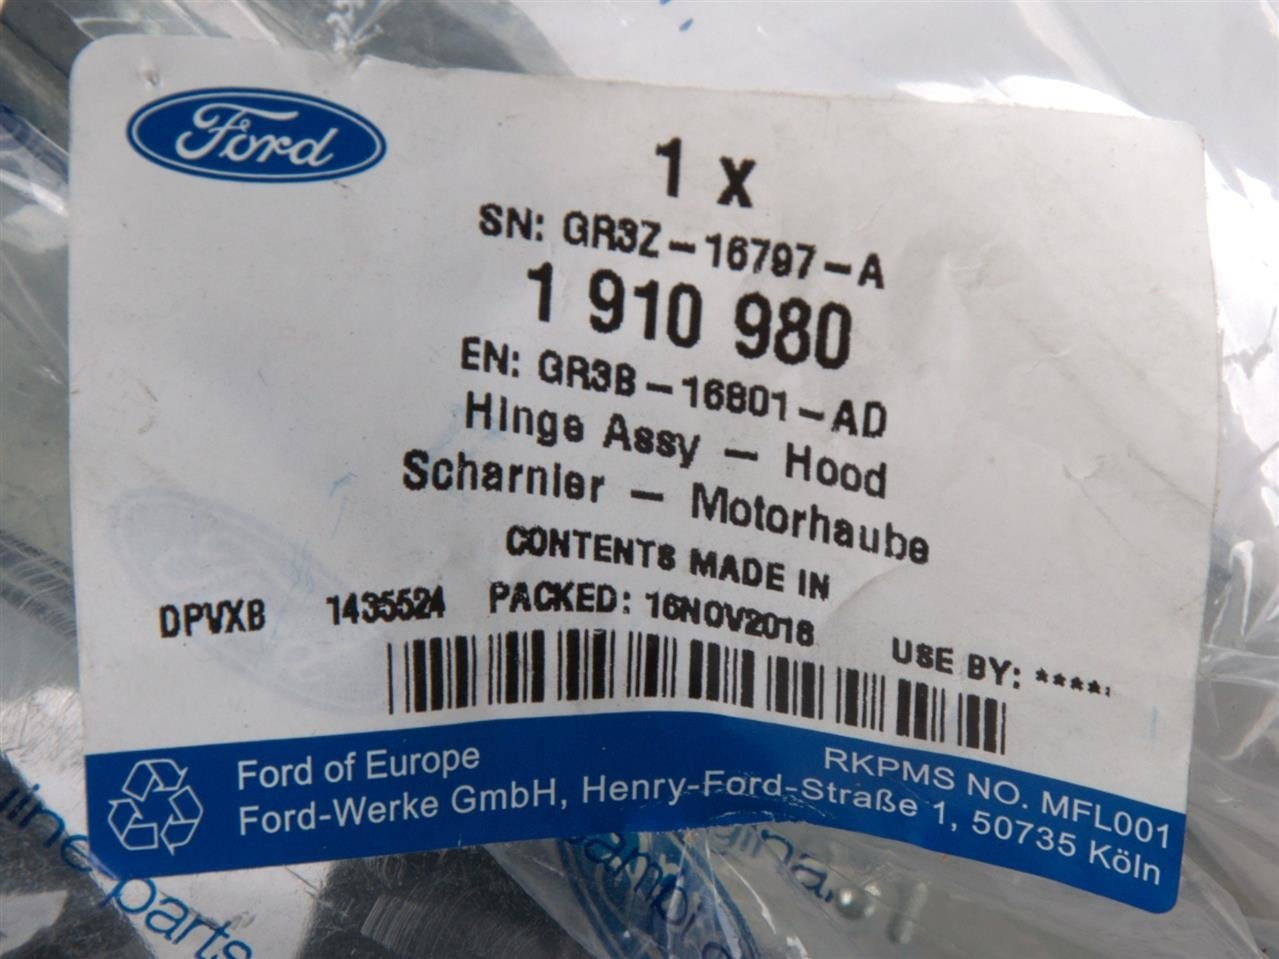 Ford
1 X
SN: GR3Z-16797-A
1 910 980
EN: GR3B-16801-AD
Hinge Assy - Hood
Scharnier - Motorhaube
CONTENTS MADE IN
DPVXB 1435524 PACKED: 16NOV2018 USE BY: ****
RKPMS NO. MFL001
Ford of Europe
Ford-Werke GmbH, Henry-Ford-Straße 1, 50735 Köln
parts